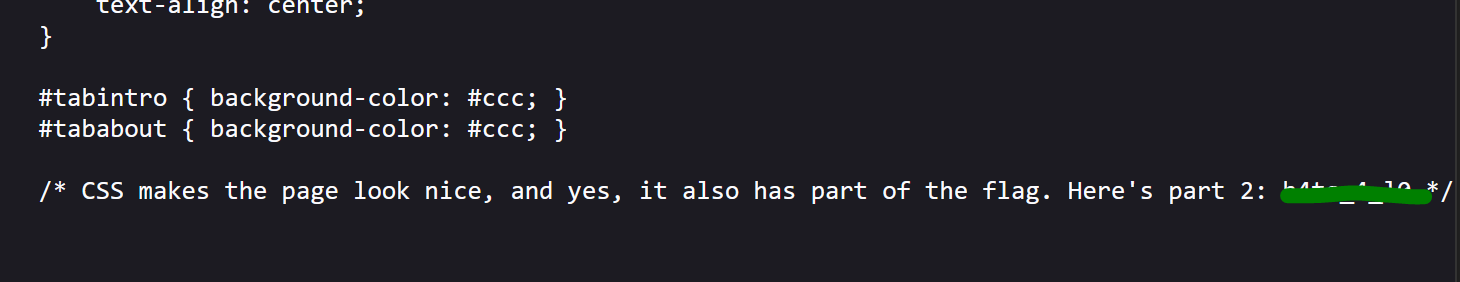 text-align: center;
}
#tabintro { background-color: #ccc; }
#tababout { background-color: #ccc; }
/* CSS makes the page look nice, and yes, it also has part of the flag. Here's part 2: */